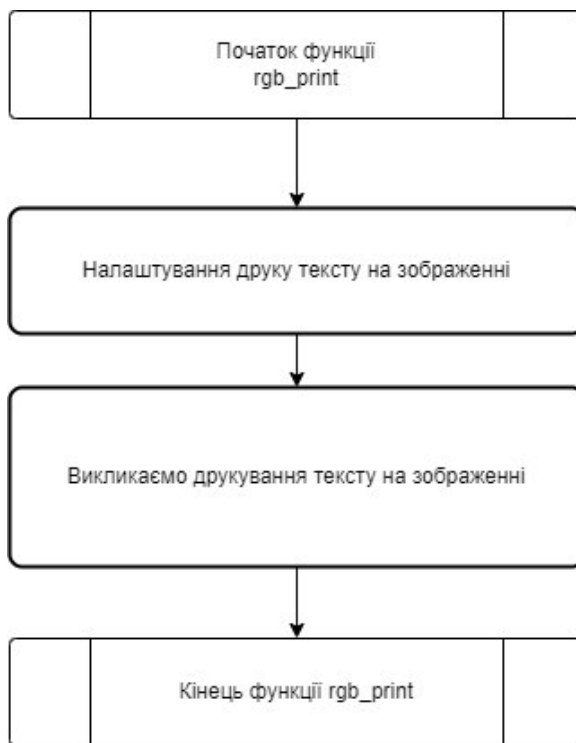 Початок функції
rgb_print
Налаштування друку тексту на зображенні
Викликаємо друкування тексту на зображенні
Кінець функції rgb_print